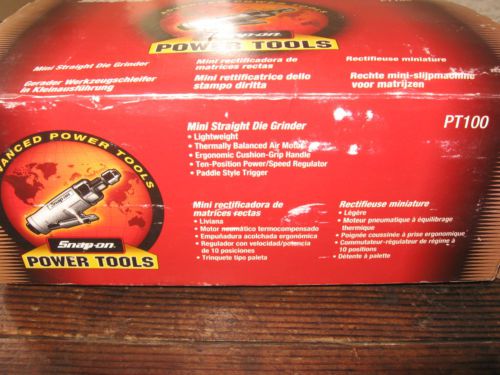 PT100
Snap-on
POWER TOOLS
Mini Straight Die Grinder
Gerader Werkzeugschleifer
in Kleinausführung
Mini rectificadora de
matrices rectas
Mini rettificatrice dello
stampo diritta
Rectifieuse miniature
Rechte mini-slijpmachine
voor matrijzen
ADVANCED POWER TOOLS
Snap-on
POWER TOOLS
Mini Straight Die Grinder
• Lightweight
• Thermally Balanced Air Motor
• Ergonomic Cushion-Grip Handle
• Ten-Position Power/Speed Regulator
• Paddle Style Trigger
PT100
Mini rectificadora de
matrices rectas
• Liviana
• Motor neumático termocompensado
• Empuñadura acolchada ergonómica
• Regulador con velocidad/potencia
de 10 posiciones
• Trinquete tipo paleta
Rectifieuse miniature
• Légère
• Moteur pneumatique à équilibrage
thermique
• Poignée coussinée à prise ergonomique
• Commutateur-régulateur de régime à
10 positions
• Détente à palette